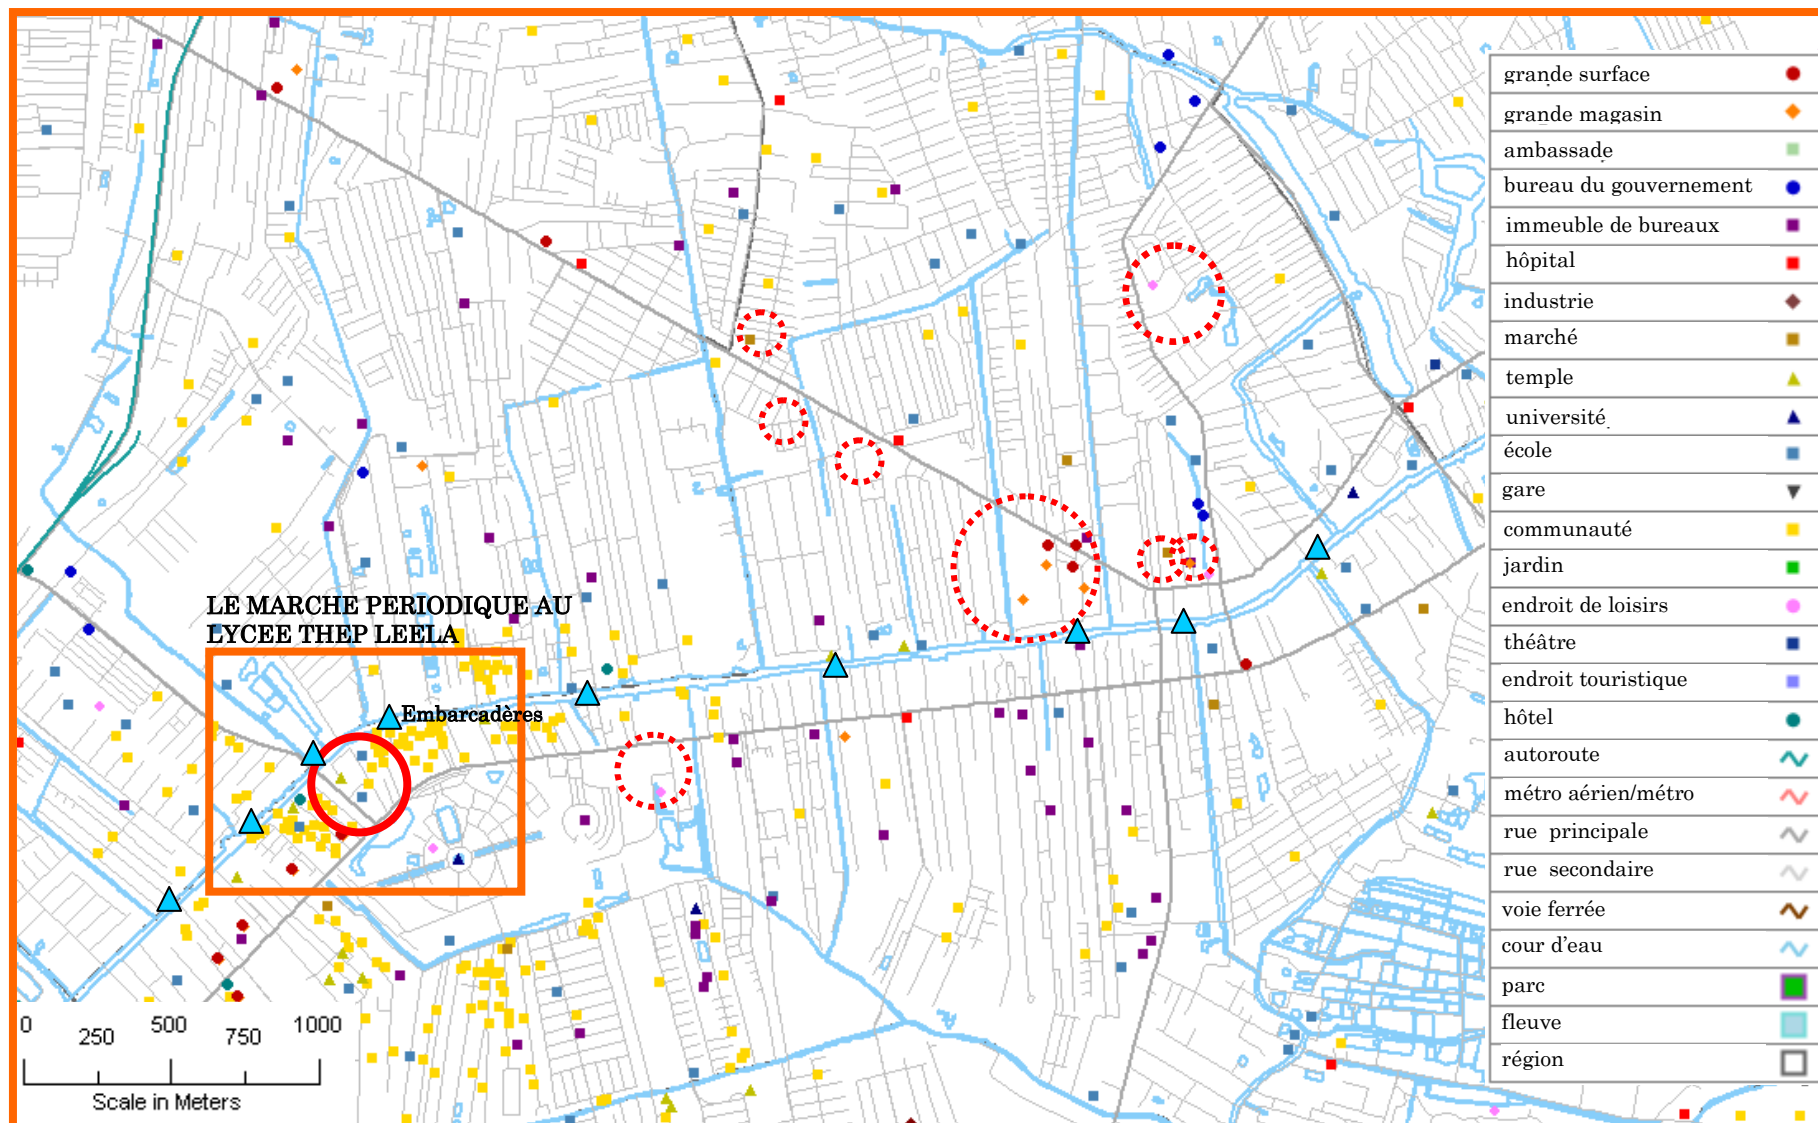 LE MARCHE PERIODIQUE AU
LYCEE THEP LEELA
Embarcadères
0 250 500 750 1000
Scale in Meters
grande surface
grande magasin
ambassade
bureau du gouvernement
immeuble de bureaux
hôpital
industrie
marché
temple
université
école
gare
communauté
jardin
endroit de loisirs
théâtre
endroit touristique
hôtel
autoroute
métro aérien/métro
rue principale
rue secondaire
voie ferrée
cour d'eau
parc
fleuve
région